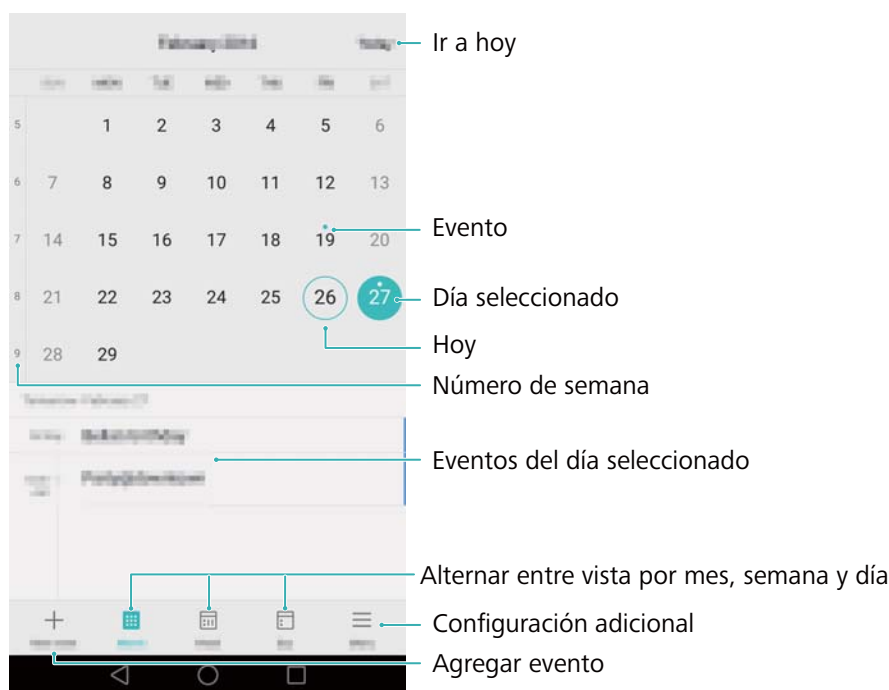 Ir a hoy
5 1 2 3 4 5 6
6 7 8 9 10 11 12 13
Evento
7 14 15 16 17 18 19 20
8 21 22 23 24 25 26 27
Día seleccionado
Hoy
9 28 29
Número de semana
Eventos del día seleccionado
Alternar entre vista por mes, semana y día
Configuración adicional
Agregar evento